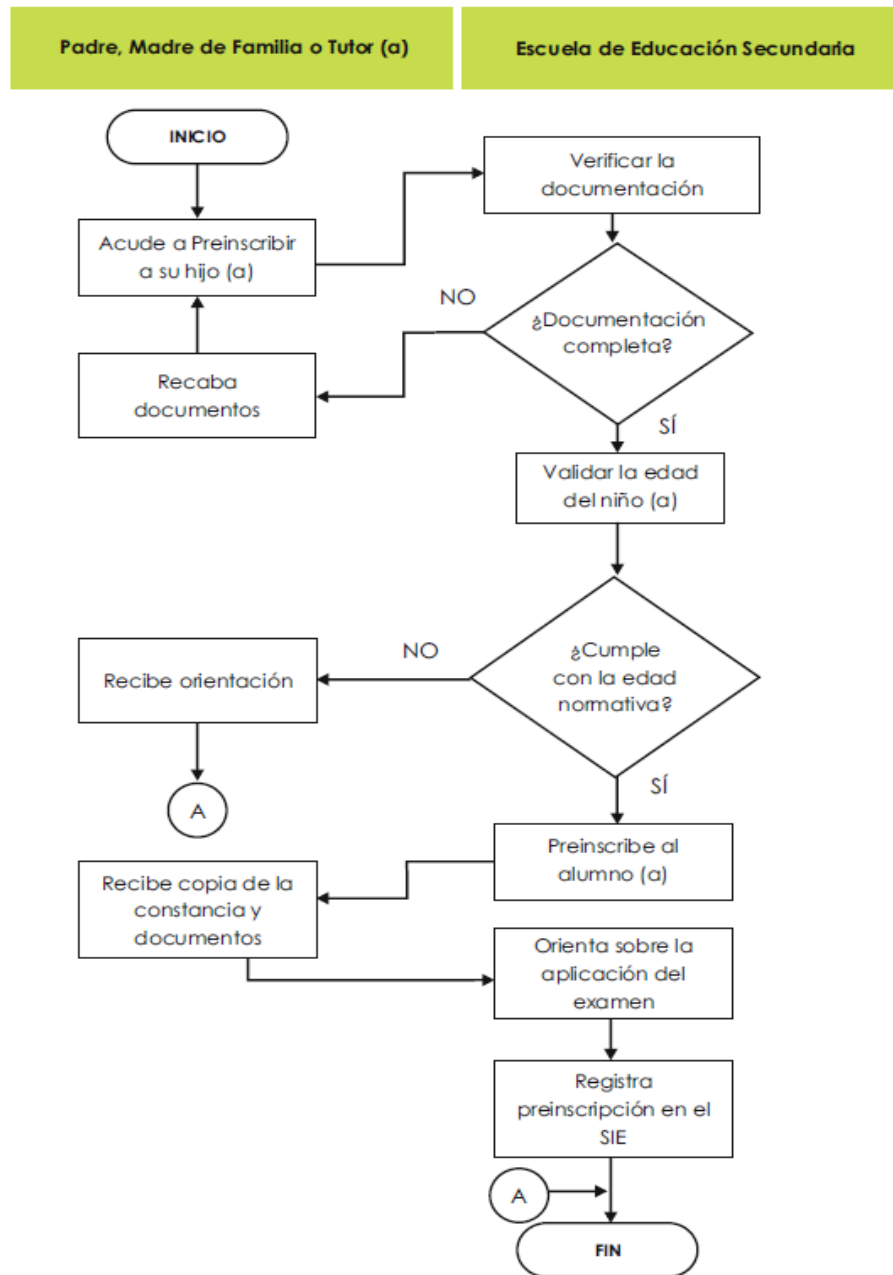 Padre, Madre de Familia o Tutor (a)
Escuela de Educación Secundaria
INICIO
Verificar la
documentación
Acude a Preinscribir
a su hijo (a)
NO
¿Documentación
completa?
Recaba
documentos
SÍ
Validar la edad
del niño (a)
¿Cumple
con la edad
normativa?
NO
Recibe orientación
A
SÍ
Preinscribe al
alumno (a)
Recibe copia de la
constancia y
documentos
Orienta sobre la
aplicación del
examen
Registra
preinscripción en el
SIE
A
FIN